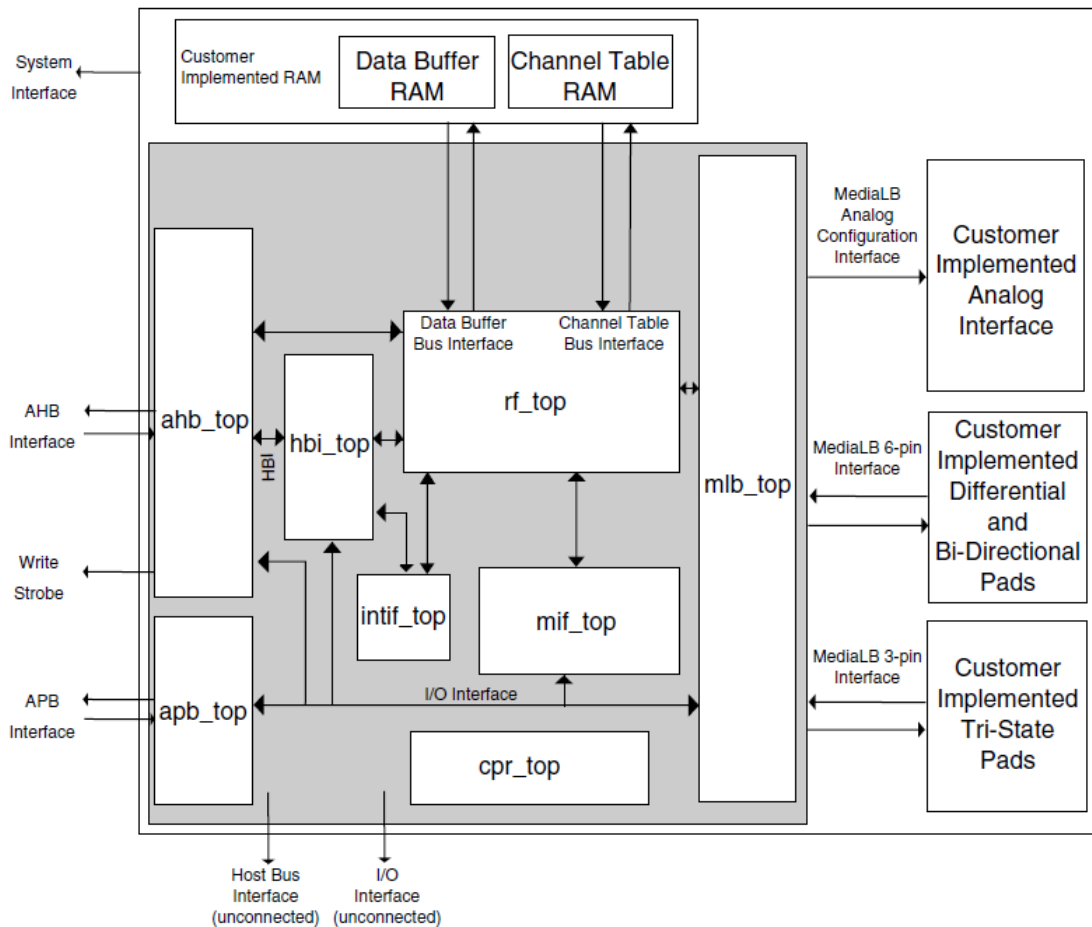 System
Interface
Customer
Implemented RAM
Data Buffer
RAM
Channel Table
RAM
MediaLB
Analog
Configuration
Interface
Customer
Implemented
Analog
Interface
Data Buffer
Bus Interface
Channel Table
Bus Interface
rf_top
AHB
Interface
ahb_top
HBI
hbi_top
mlb_top
MediaLB 6-pin
Interface
Customer
Implemented
Differential
and
Bi-Directional
Pads
Write
Strobe
intif_top
mif_top
APB
Interface
apb_top
I/O Interface
MediaLB 3-pin
Interface
Customer
Implemented
Tri-State
Pads
cpr_top
Host Bus
Interface
(unconnected)
I/O
Interface
(unconnected)